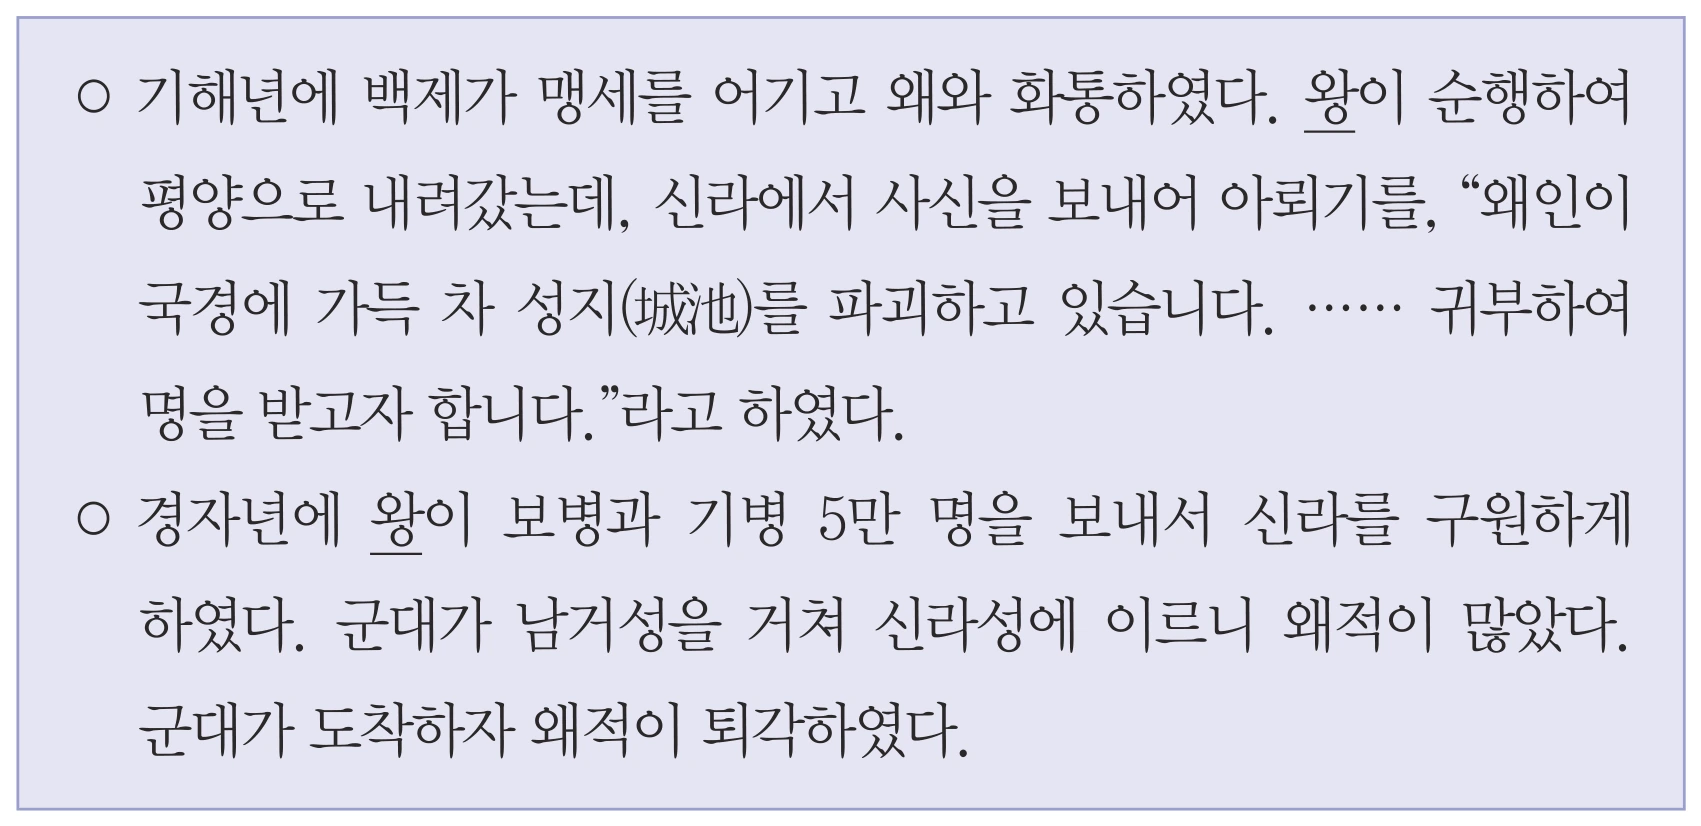 ○ 기해년에 백제가 맹세를 어기고 왜와 화통하였다. 왕이 순행하여
평양으로 내려갔는데, 신라에서 사신을 보내어 아뢰기를, “왜인이
국경에 가득 차 성지(城池)를 파괴하고 있습니다. …… 귀부하여
명을 받고자 합니다.”라고 하였다.
○ 경자년에 왕이 보병과 기병 5만 명을 보내서 신라를 구원하게
하였다. 군대가 남거성을 거쳐 신라성에 이르니 왜적이 많았다.
군대가 도착하자 왜적이 퇴각하였다.